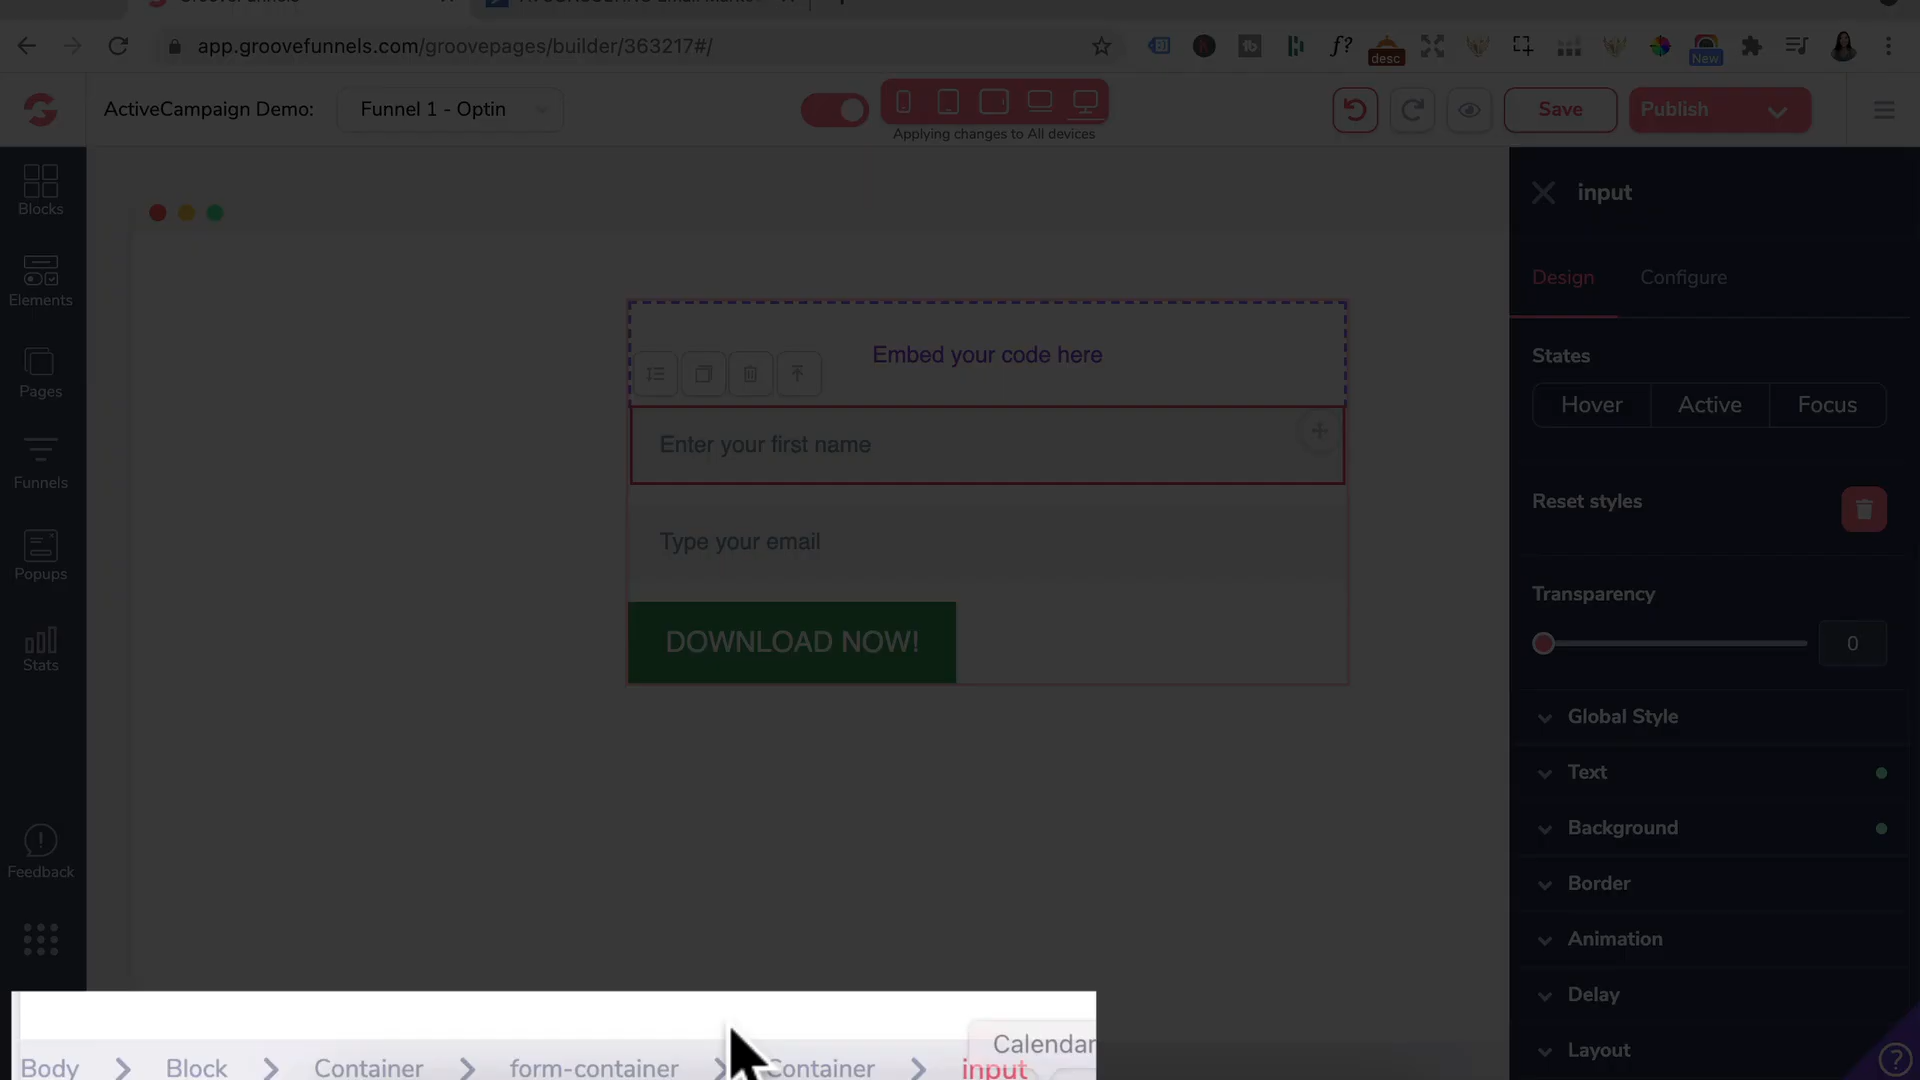 app.groovefunnels.com/groovepages/builder/363217#/
f?
desc
New
ActiveCampaign Demo:
Funnel 1 - Optin
Applying changes to All devices
Save
Publish
Blocks
Elements
Pages
Funnels
Popups
Stats
Feedback
Embed your code here
Enter your first name
Type your email
DOWNLOAD NOW!
input
Design
Configure
States
Hover
Active
Focus
Reset styles
Transparency
0
Global Style
Text
Background
Border
Animation
Delay
Layout
?
Calendar
Body
Block
Container
form-container
Container
input